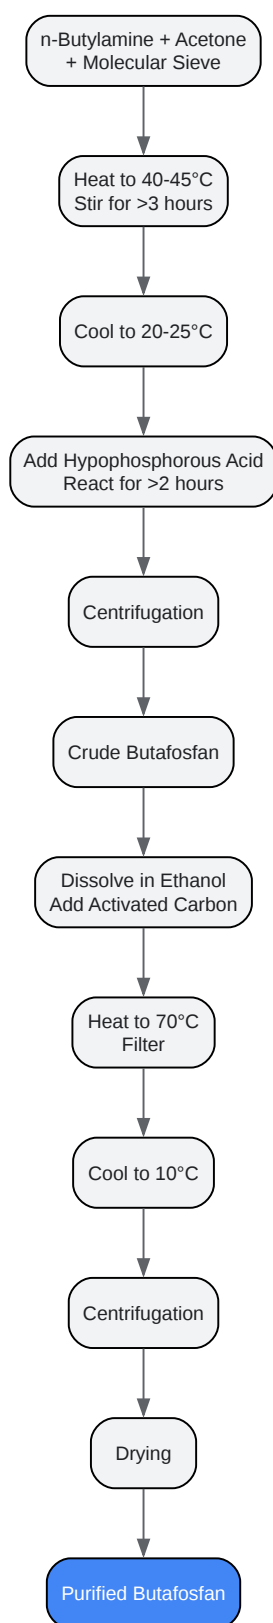 n-Butylamine + Acetone
+ Molecular Sieve
Heat to 40-45°C
Stir for >3 hours
Cool to 20-25°C
Add Hypophosphorous Acid
React for >2 hours
Centrifugation
Crude Butafosfan
Dissolve in Ethanol
Add Activated Carbon
Heat to 70°C
Filter
Cool to 10°C
Centrifugation
Drying
Purified Butafosfan